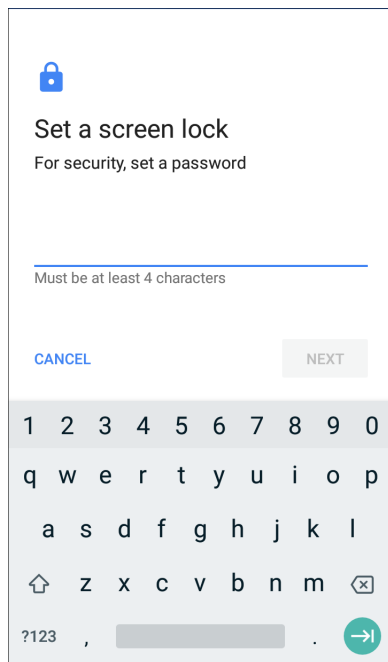 Set a screen lock
For security, set a password
Must be at least 4 characters
CANCEL NEXT
1 2 3 4 5 6 7 8 9 0
q w e r t y u i o p
a s d f g h j k l
z x c v b n m
?123 , .